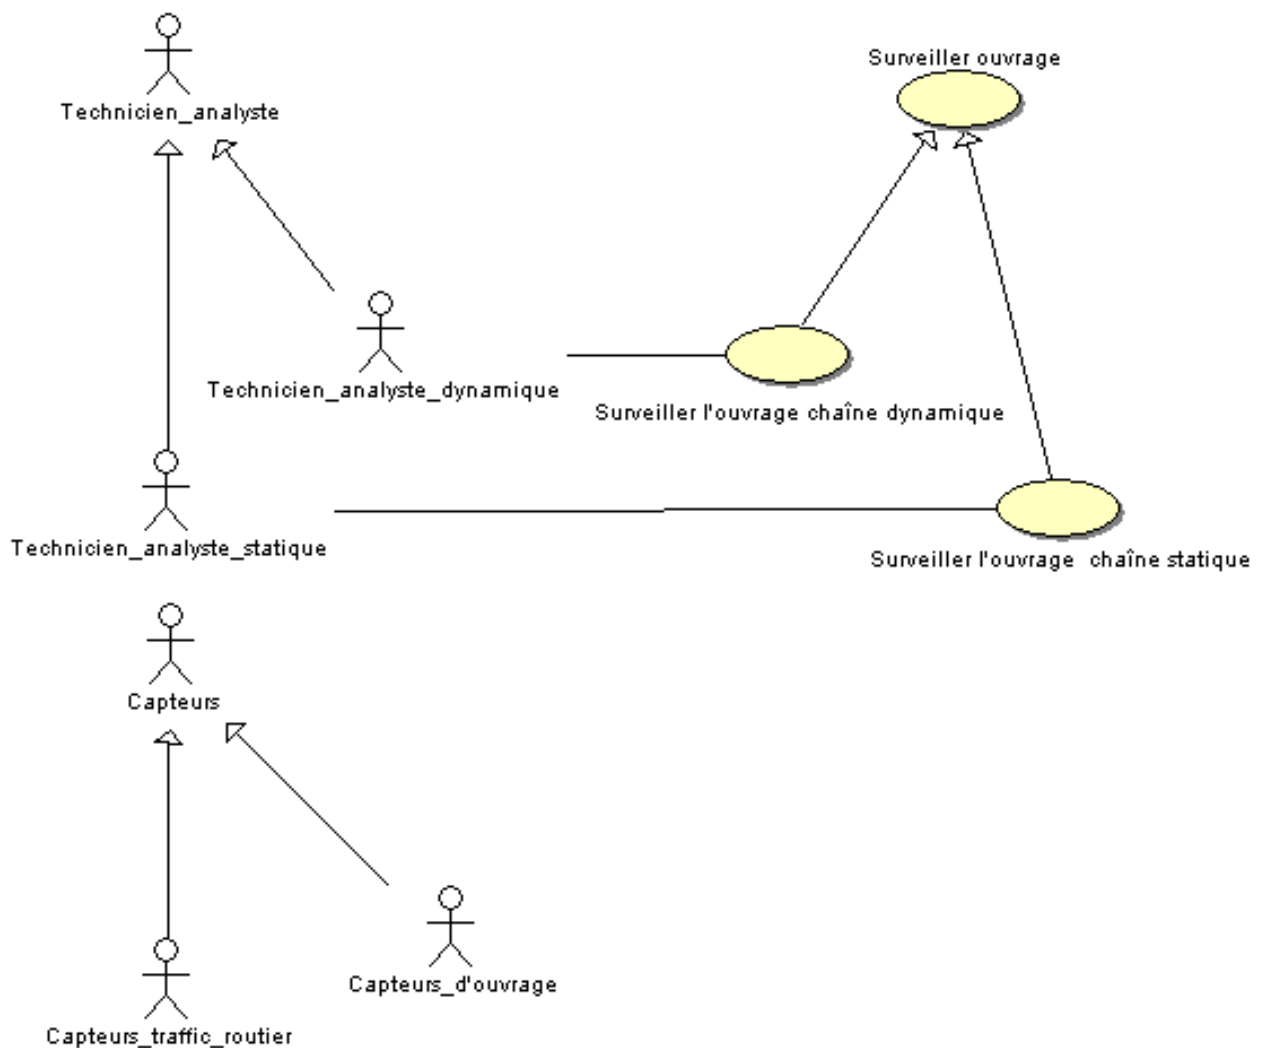 Surveiller ouvrage
Technicien_analyste
Technicien_analyste_dynamique
Surveiller l'ouvrage chaîne dynamique
Technicien_analyste_statique
Surveiller l'ouvrage chaîne statique
Capteurs
Capteurs_d'ouvrage
Capteurs_traffic_routier